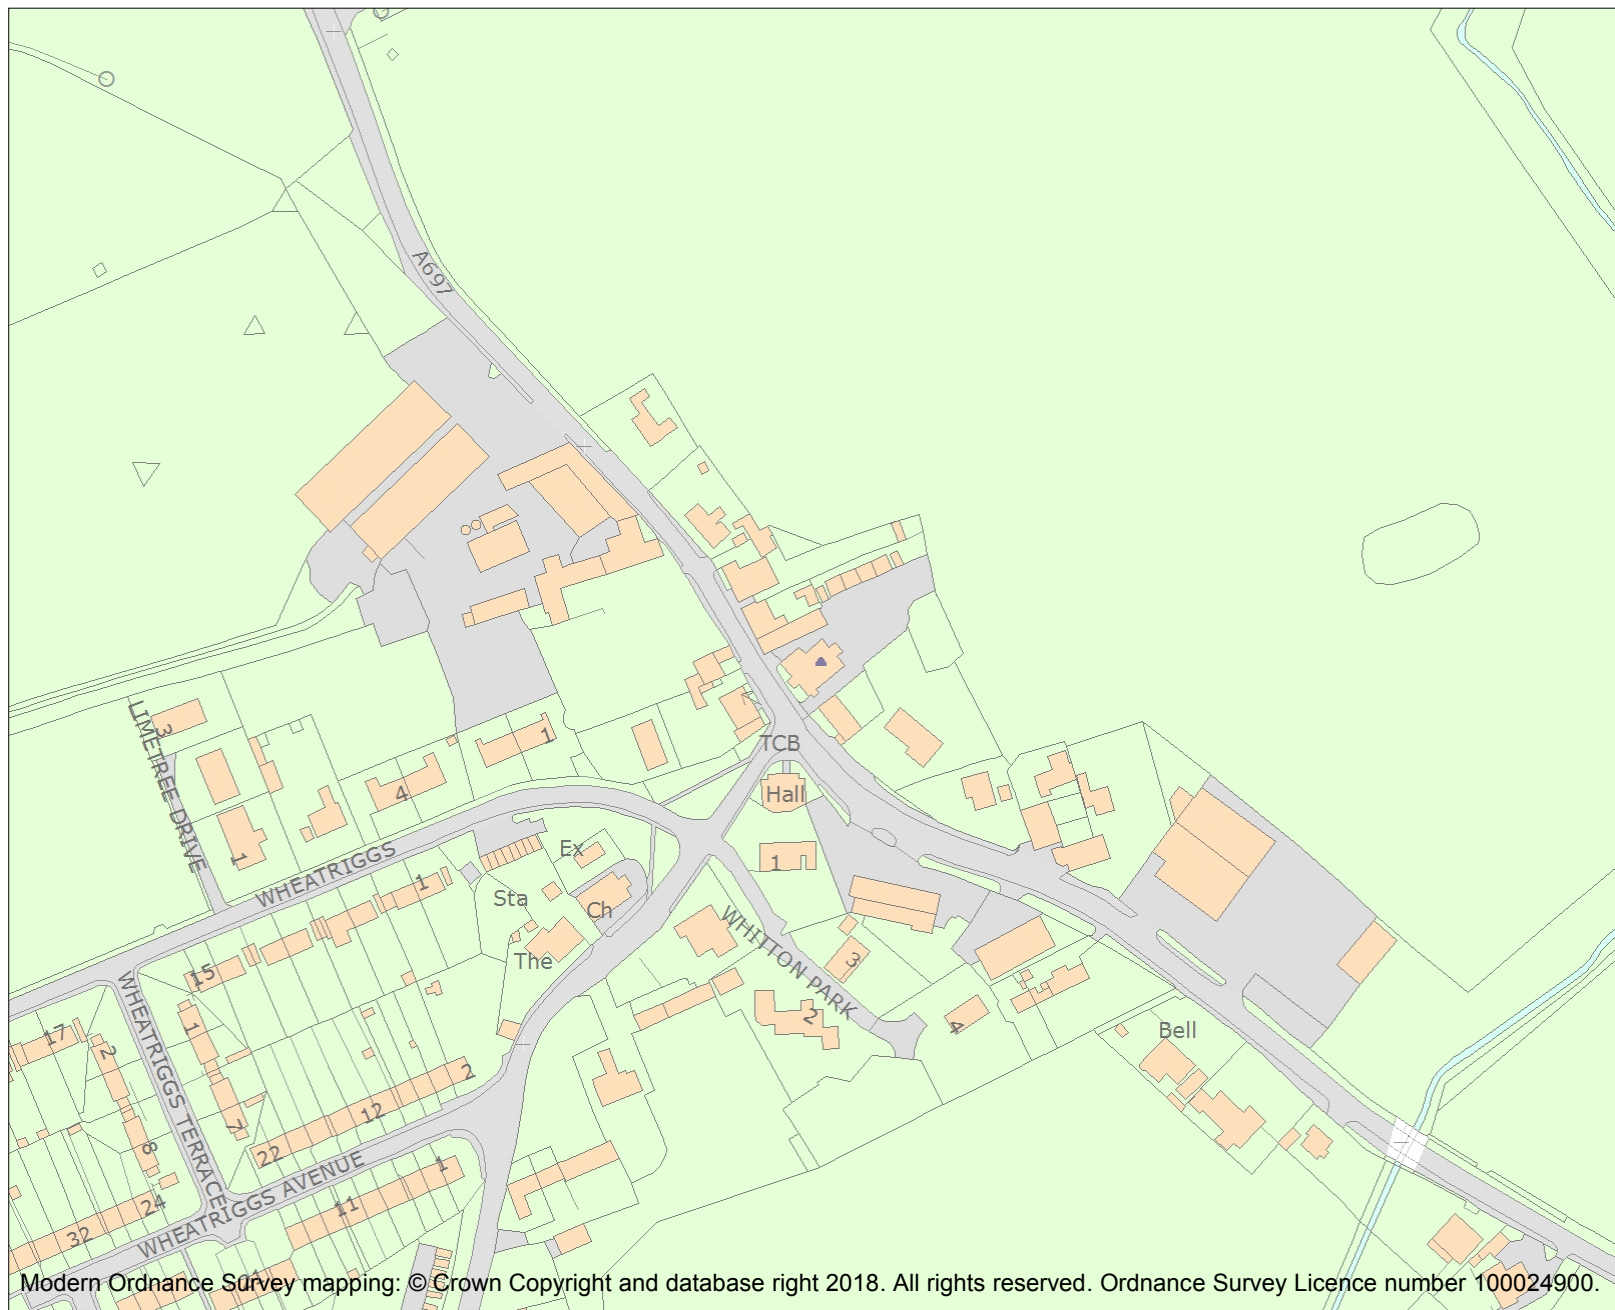 A697
TCB
Hall
LIMETREE DRIVE
3
1
4
1
WHEATRIGGS
Ex
1
Sta
Ch
1
The
WHITTON PARK
3
2
4
Bell
15
WHEATRIGGS TERRACE
17
2
1
7
8
2
12
22
WHEATRIGGS AVENUE
1
11
24
32
Modern Ordnance Survey mapping: © Crown Copyright and database right 2018. All rights reserved. Ordnance Survey Licence number 100024900.